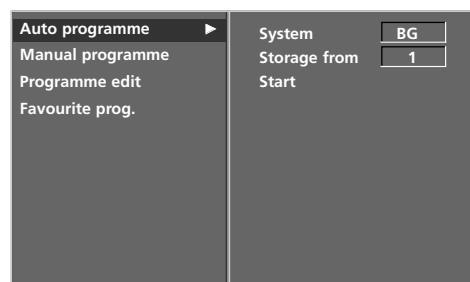 Auto programme ►
Manual programme
Programme edit
Favourite prog.
System BG
Storage from 1
Start